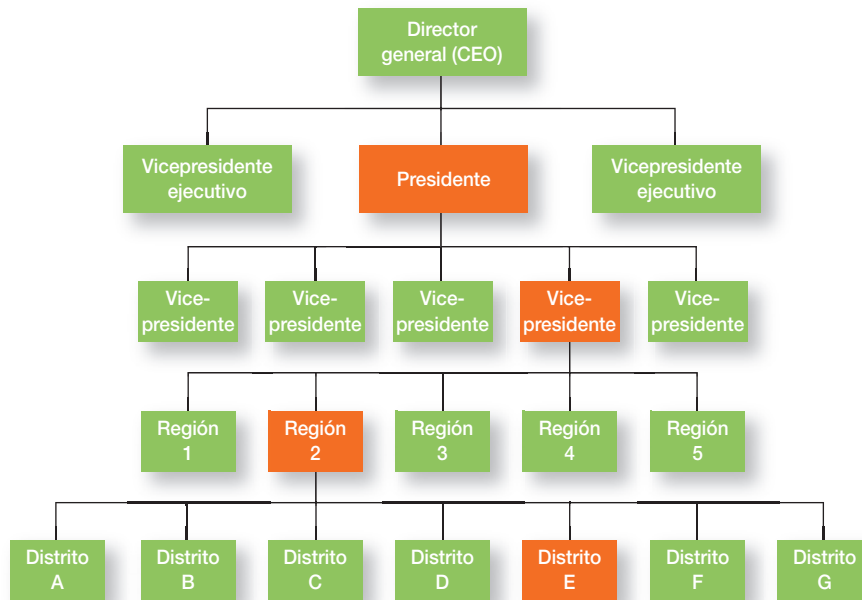 Director
general (CEO)
Vicepresidente
ejecutivo
Presidente
Vicepresidente
ejecutivo
Vice-
presidente
Vice-
presidente
Vice-
presidente
Vice-
presidente
Vice-
presidente
Región
1
Región
2
Región
3
Región
4
Región
5
Distrito
A
Distrito
B
Distrito
C
Distrito
D
Distrito
E
Distrito
F
Distrito
G